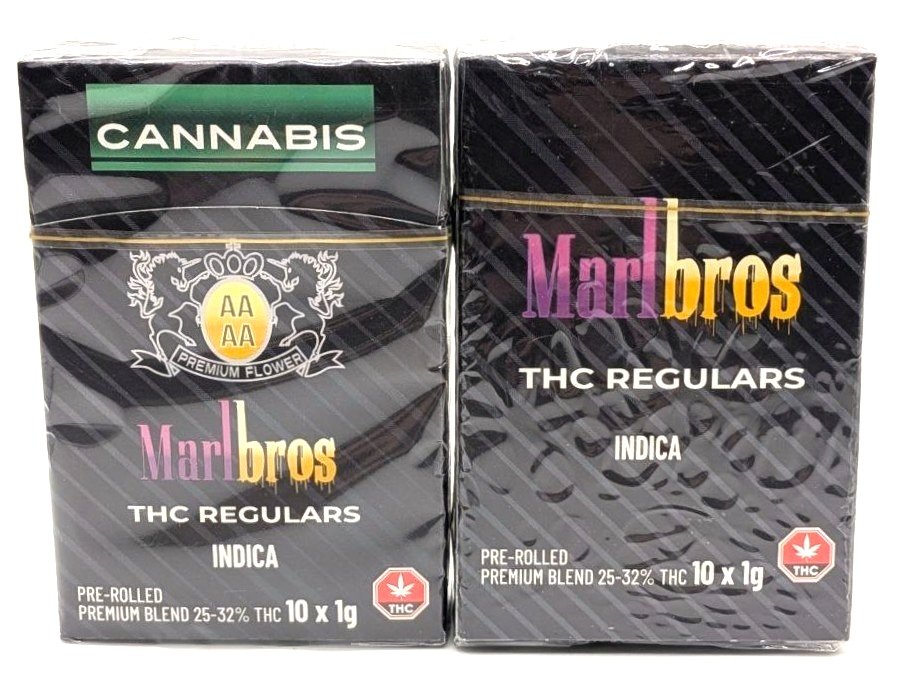 CANNABIS
AA
AA
PREMIUM FLOWER
Marlbros
THC REGULARS
INDICA
PRE-ROLLED
PREMIUM BLEND 25-32% THC 10 x 1g
THC
Marlbros
THC REGULARS
INDICA
PRE-ROLLED
PREMIUM BLEND 25-32% THC 10 x 1g
THC